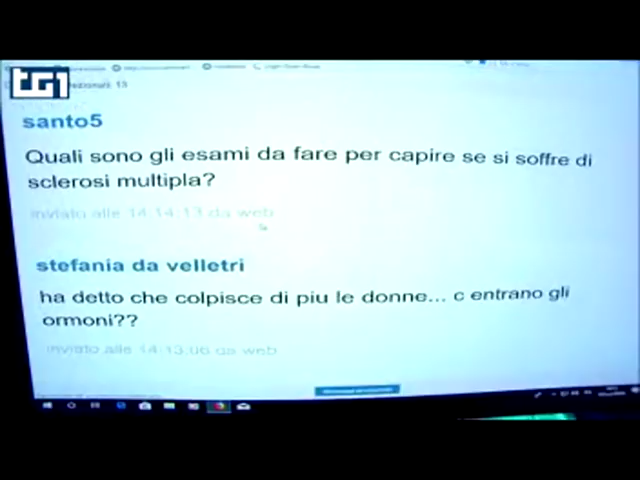 TG1
santo5
Quali sono gli esami da fare per capire se si soffre di
sclerosi multipla?
inviato alle 14:14:13 da web
stefania da velletri
ha detto che colpisce di piu le donne... c entrano gli
ormoni??
inviato alle 14:13:06 da web